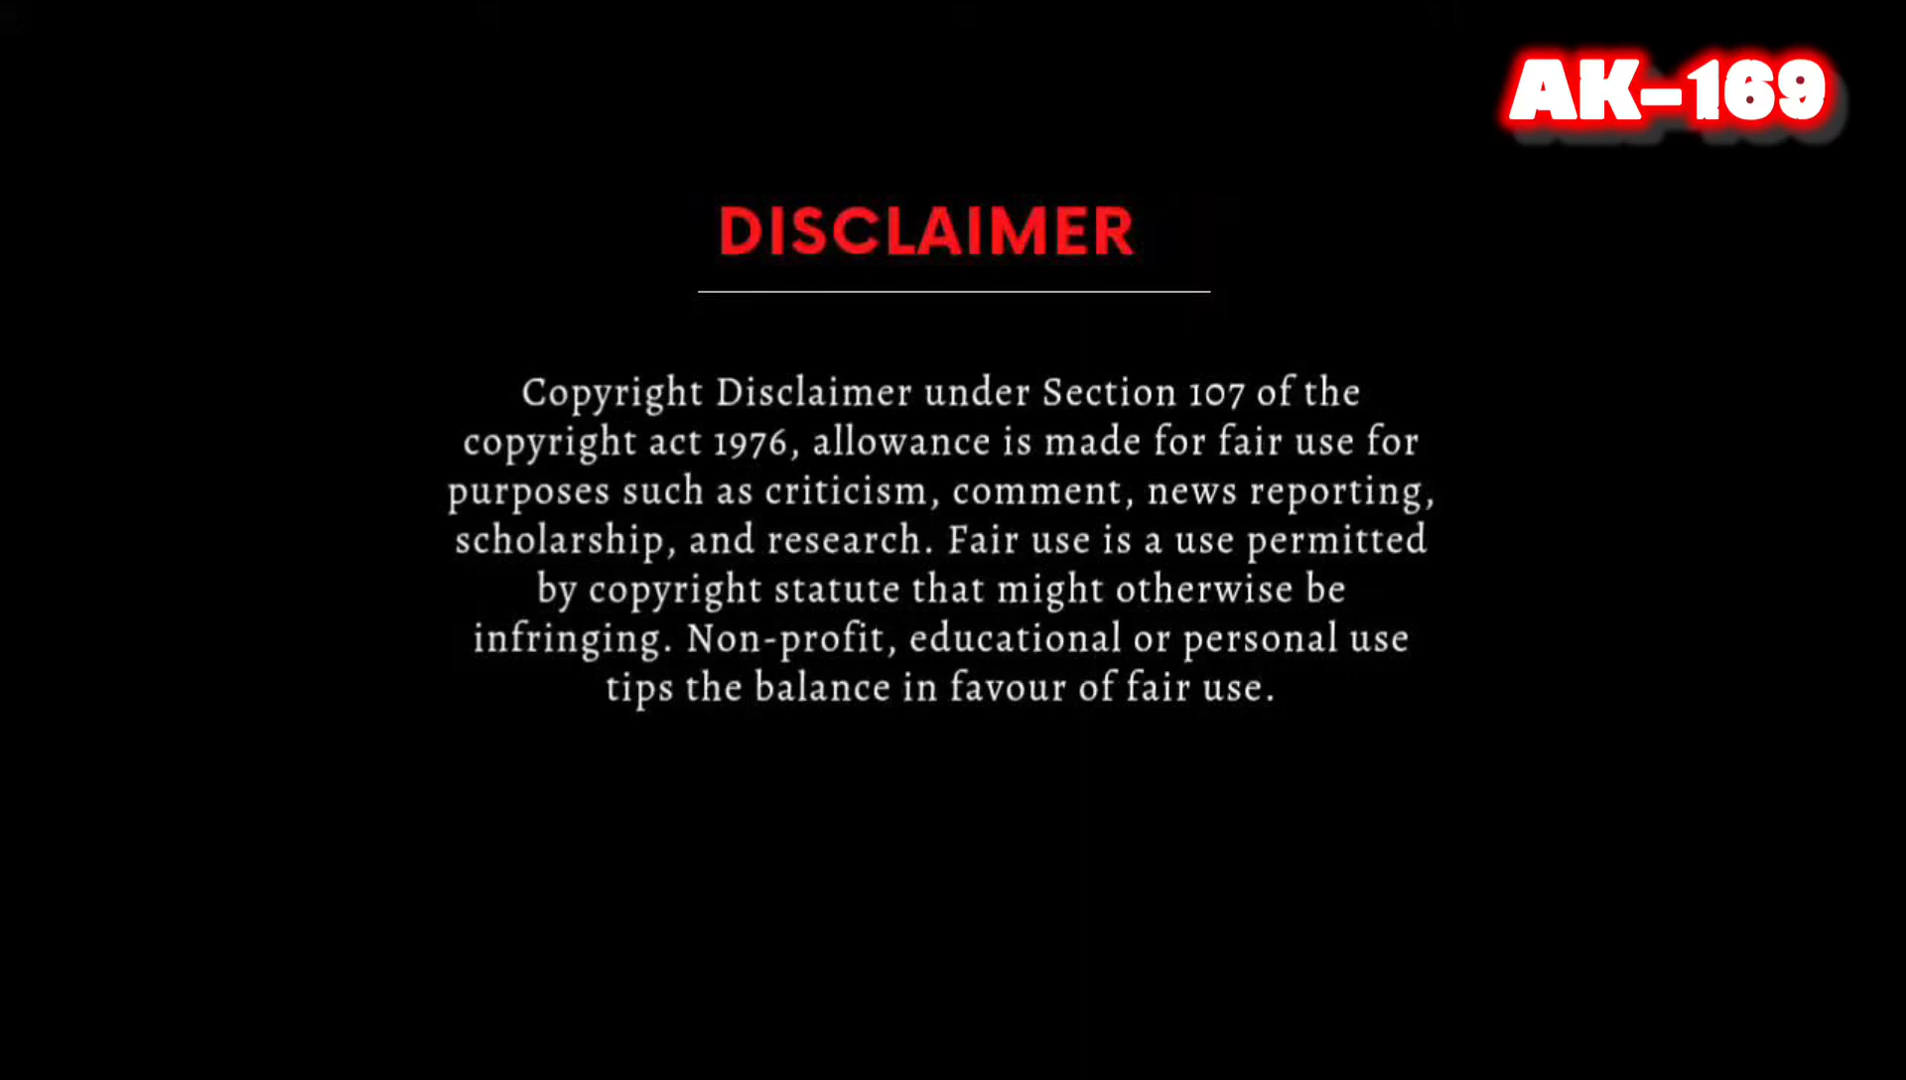 AK-169
DISCLAIMER
Copyright Disclaimer under Section 107 of the
copyright act 1976, allowance is made for fair use for
purposes such as criticism, comment, news reporting,
scholarship, and research. Fair use is a use permitted
by copyright statute that might otherwise be
infringing. Non-profit, educational or personal use
tips the balance in favour of fair use.